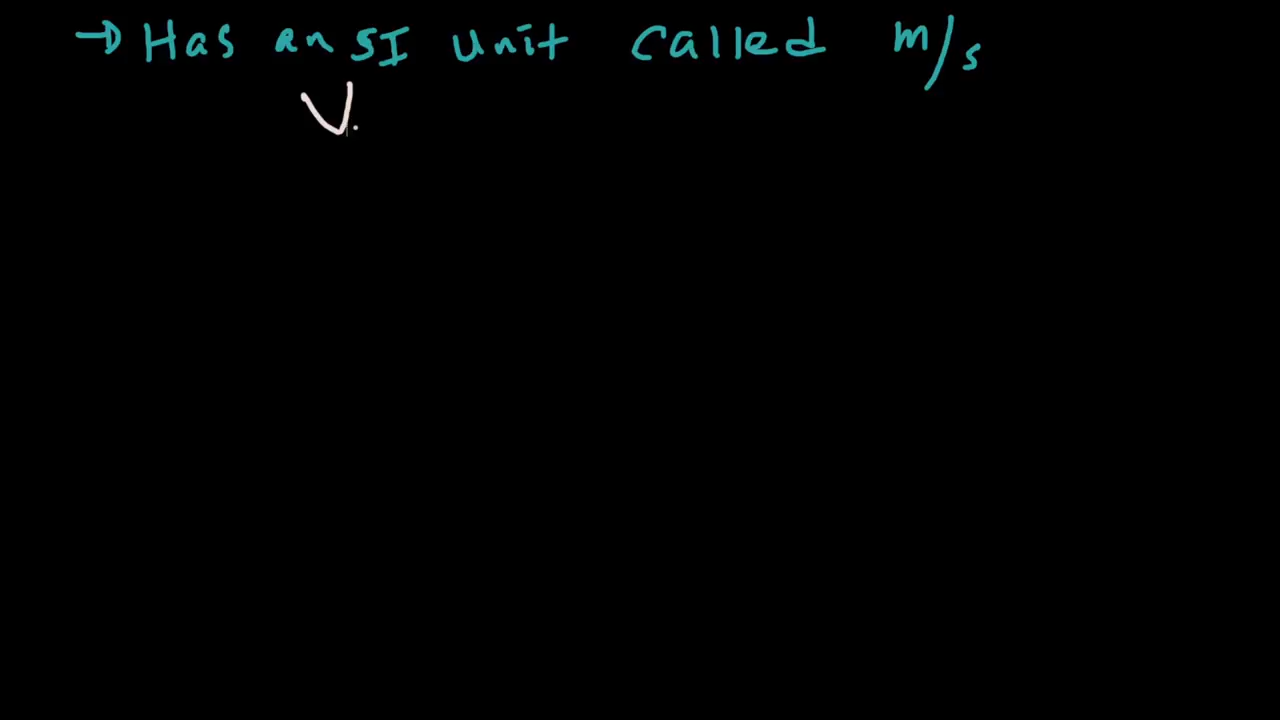 → Has an SI unit called m/s
V